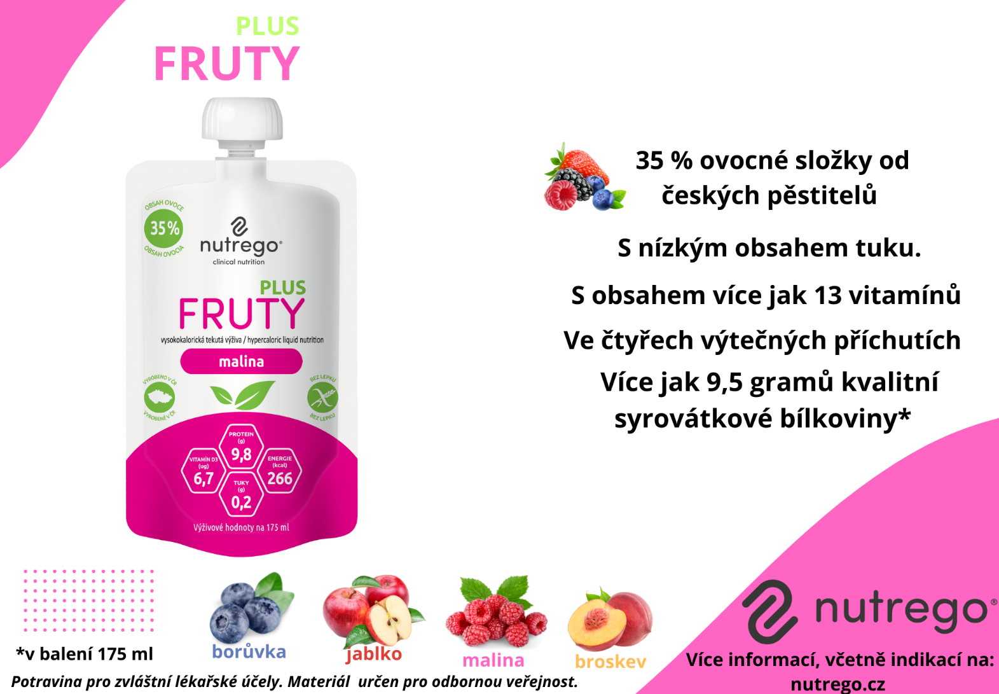 PLUS
FRUTY
OBSAH OVOCE
35%
OBSAH OVOCIA
nutrego®
clinical nutrition
PLUS
FRUTY
vysokokalorická tekutá výživa / hypercaloric liquid nutrition
malina
VYROBENO V ČR
VYROBENÉ V ČR
BEZ LEPKU
BEZ LEPKU
PROTEIN
(g)
9,8
VITAMÍN D3
(ug)
6,7
ENERGIE
(kcal)
266
TUKY
(g)
0,2
Výživové hodnoty na 175 ml
35 % ovocné složky od
českých pěstitelů
S nízkým obsahem tuku.
S obsahem více jak 13 vitamínů
Ve čtyřech výtečných příchutích
Více jak 9,5 gramů kvalitní
syrovátkové bílkoviny*
*v balení 175 ml
borůvka
jablko
malina
broskev
Potravina pro zvláštní lékařské účely. Materiál  určen pro odbornou veřejnost.
nutrego®
Více informací, včetně indikací na:
nutrego.cz